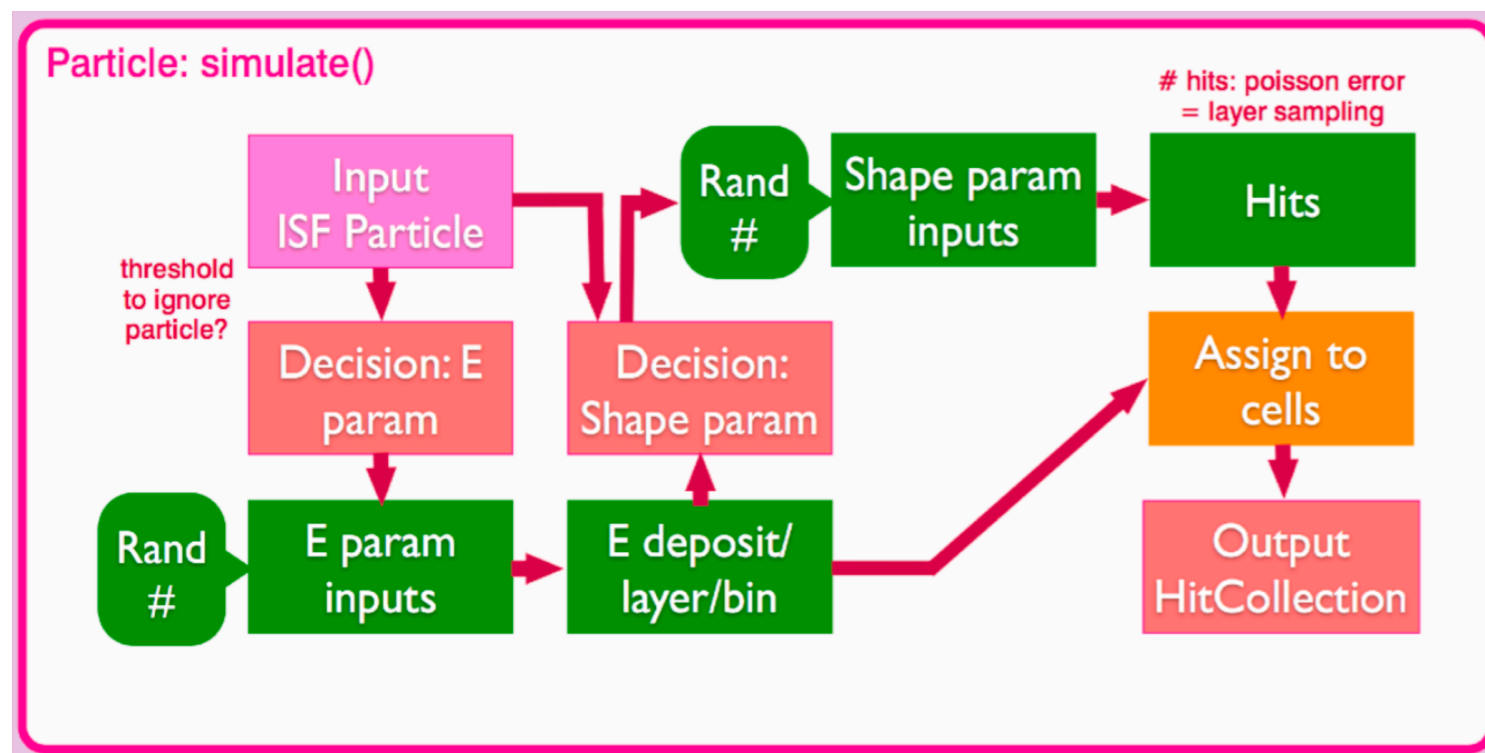 Particle: simulate()
# hits: poisson error
= layer sampling
Input
ISF Particle
Rand
#
Shape param
inputs
Hits
threshold
to ignore
particle?
Decision: E
param
Decision:
Shape param
Assign to
cells
Rand
#
E param
inputs
E deposit/
layer/bin
Output
HitCollection